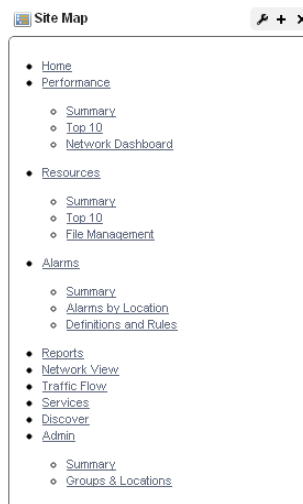 Site Map
Home
Performance
Summary
Top 10
Network Dashboard
Resources
Summary
Top 10
File Management
Alarms
Summary
Alarms by Location
Definitions and Rules
Reports
Network View
Traffic Flow
Services
Discover
Admin
Summary
Groups & Locations